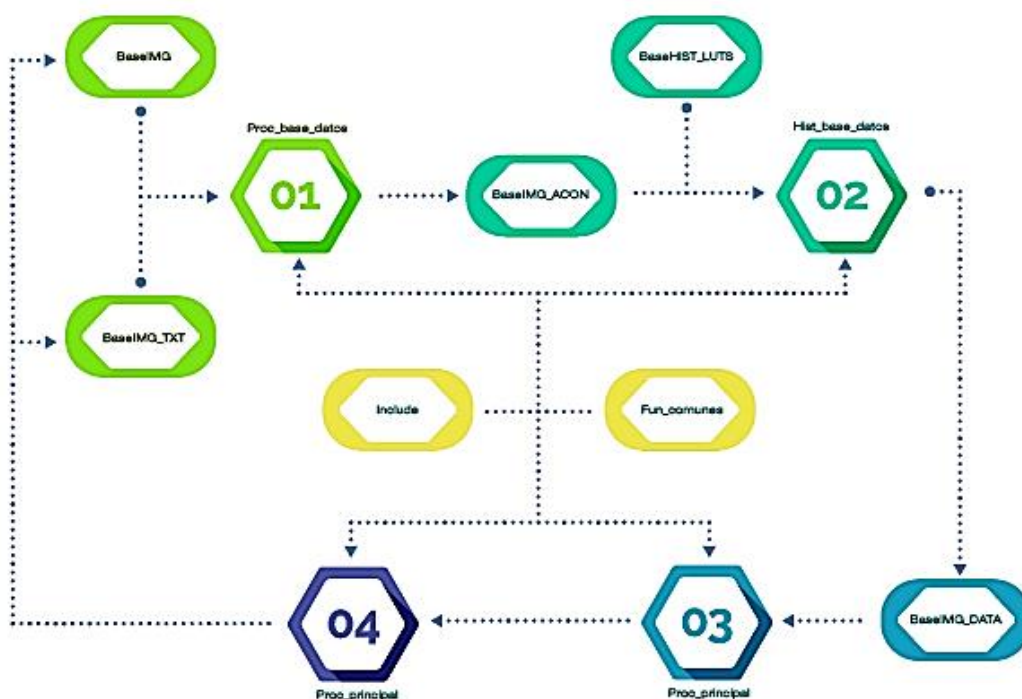 BaseIMG
BaseHIST_LUTS
Proc_base_datos
Hist_base_datos
01
BaseIMG_ACON
02
BaseIMG_TXT
Include
Fun_comunes
04
03
BaseIMG_DATA
Proc_principal
Proc_principal